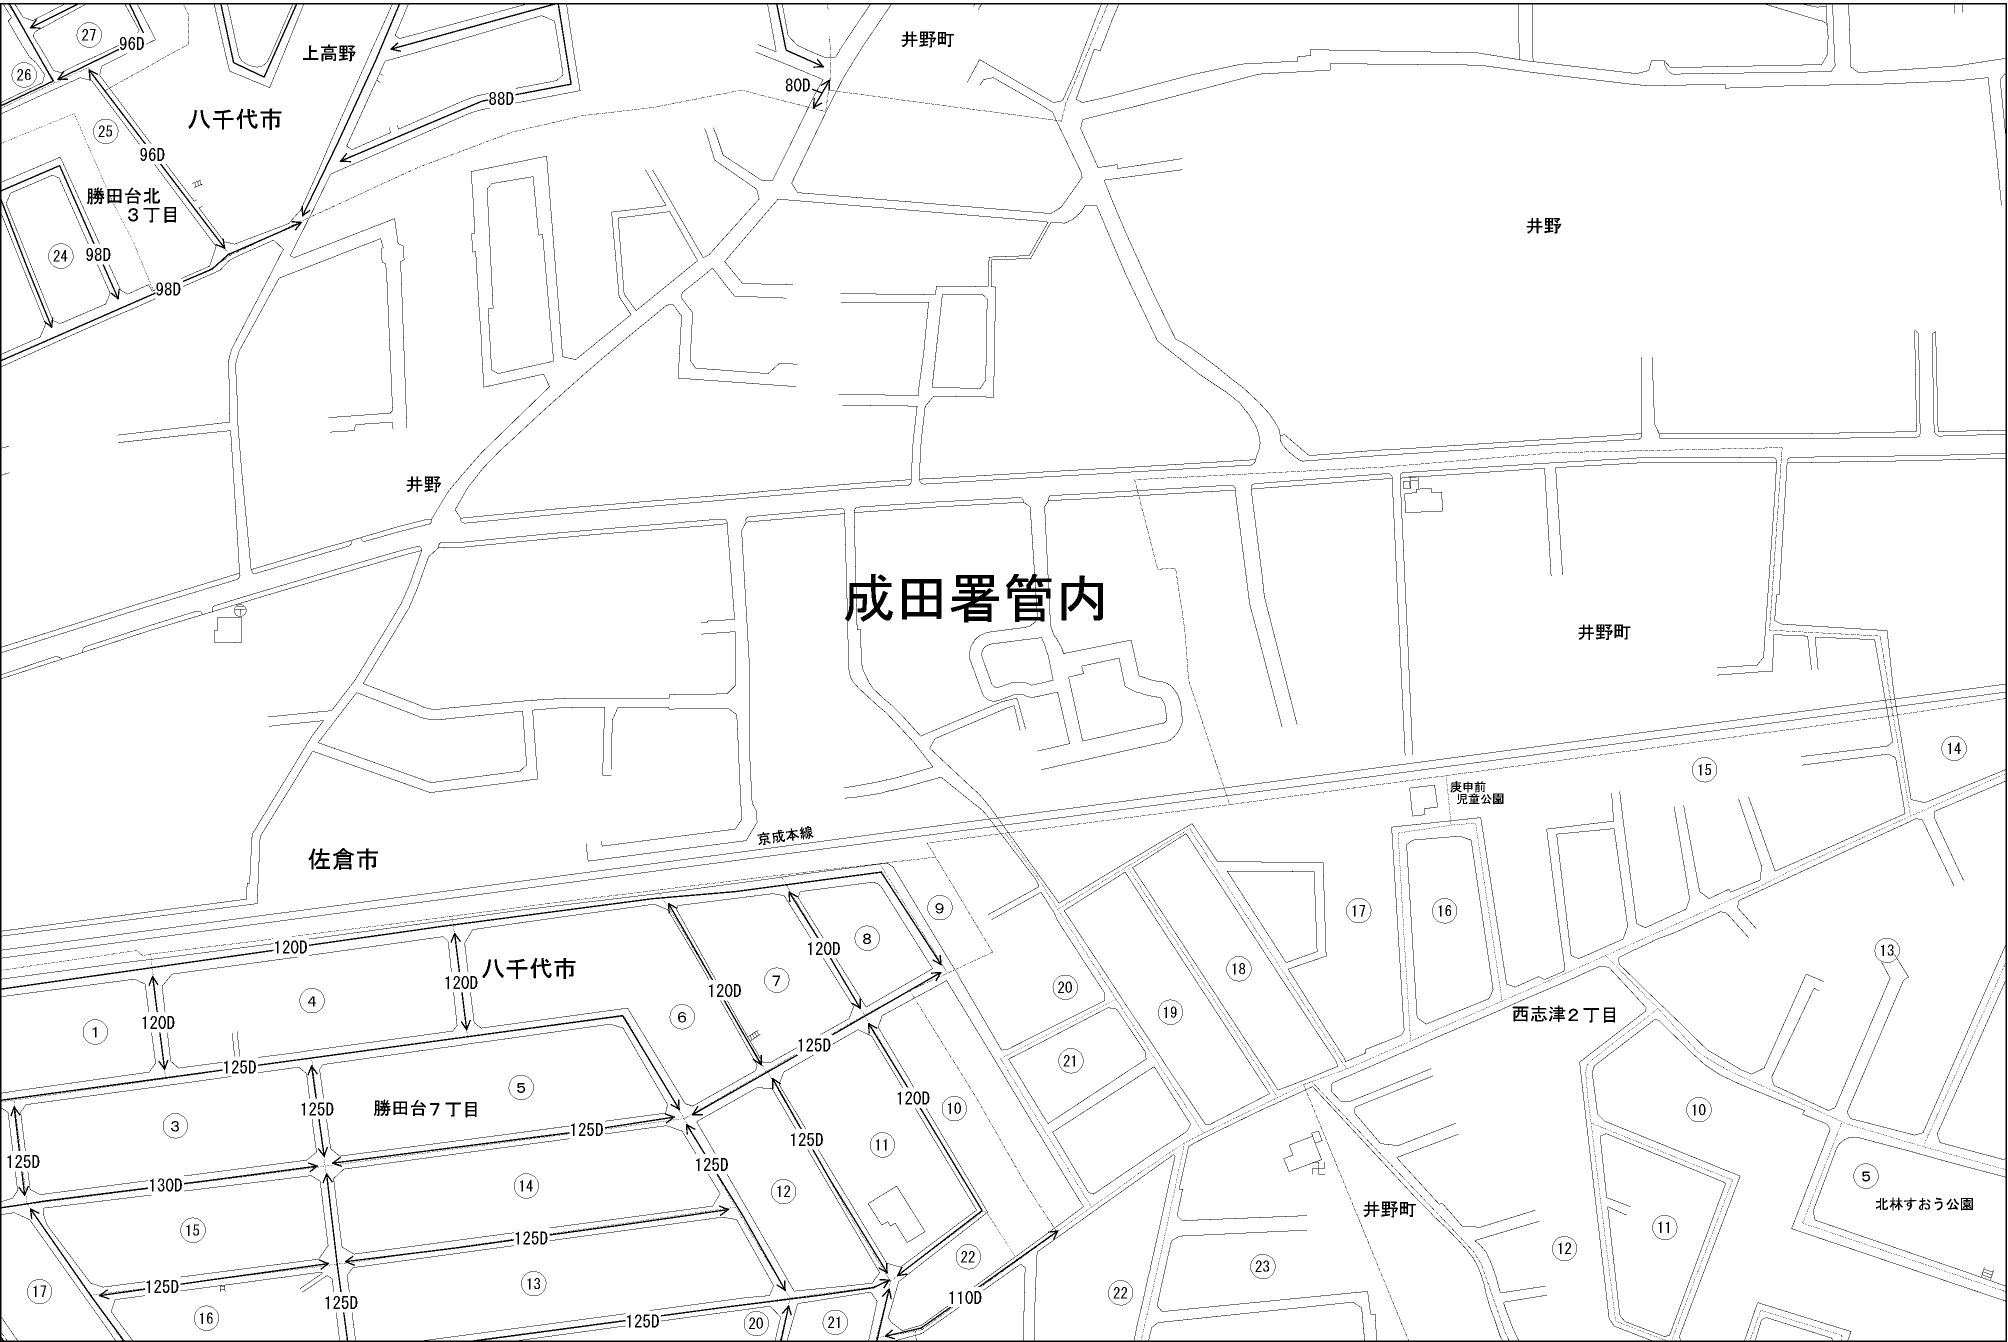 27
96D
26
上高野
井野町
80D
88D
八千代市
25
96D
勝田台北
3丁目
24
98D
98D
井野
井野
成田署管内
井野町
14
15
庚申前
児童公園
京成本線
佐倉市
9
17
16
8
120D
120D
八千代市
120D
7
120D
18
13
4
20
6
19
西志津2丁目
1
120D
125D
21
125D
5
120D
10
10
125D
勝田台7丁目
3
125D
125D
11
125D
125D
130D
14
12
5
北林すおう公園
井野町
15
11
125D
22
12
23
13
125D
17
22
110D
125D
16
125D
20
21